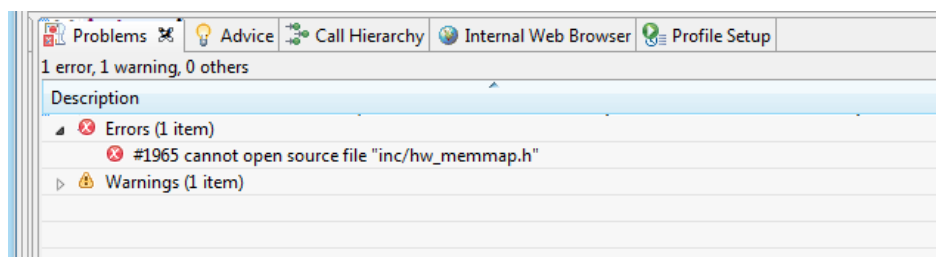 Problems Advice Call Hierarchy Internal Web Browser Profile Setup
1 error, 1 warning, 0 others
Description
Errors (1 item)
#1965 cannot open source file "inc/hw_memmap.h"
Warnings (1 item)